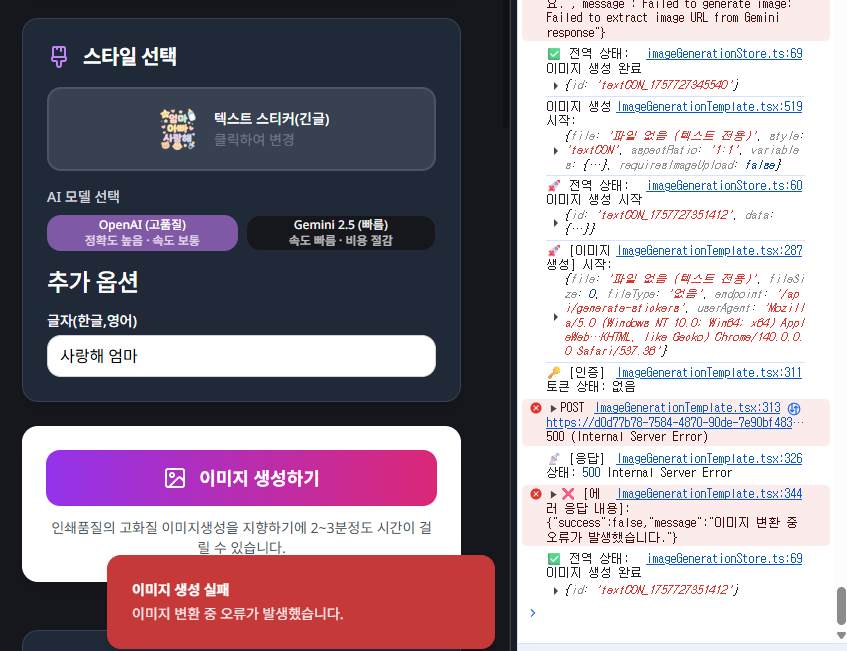 스타일 선택
엄마
아빠
사랑해
텍스트 스티커(긴글)
클릭하여 변경
AI 모델 선택
OpenAI (고품질)
정확도 높음 · 속도 보통
Gemini 2.5 (빠름)
속도 빠름 · 비용 절감
추가 옵션
글자(한글,영어)
사랑해 엄마
이미지 생성하기
인쇄품질의 고화질 이미지생성을 지향하기에 2~3분정도 시간이 걸
릴 수 있습니다.
이미지 생성 실패
이미지 변환 중 오류가 발생했습니다.
요.","message":"Failed to generate image:
Failed to extract image URL from Gemini
response"}
전역 상태: imageGenerationStore.ts:69
이미지 생성 완료
{id: 'textCON_1757727345540'}
이미지 생성 ImageGenerationTemplate.tsx:519
시작:
{file: '파일 없음 (텍스트 전용)', style:
'textCON', aspectRatio: '1:1', variable
s: {…}, requiresImageUpload: false}
전역 상태: imageGenerationStore.ts:60
이미지 생성 시작
{id: 'textCON_1757727351412', data:
{…}}
[이미지 ImageGenerationTemplate.tsx:287
생성] 시작:
{file: '파일 없음 (텍스트 전용)', fileSi
ze: 0, fileType: '없음', endpoint: '/ap
i/generate-stickers', userAgent: 'Mozill
a/5.0 (Windows NT 10.0; Win64; x64) Appl
eWeb…KHTML, like Gecko) Chrome/140.0.0.
0 Safari/537.36'}
[인증] ImageGenerationTemplate.tsx:311
토큰 상태: 없음
POST ImageGenerationTemplate.tsx:313
https://d0d77b78-7584-4870-90de-7e90bf483…
500 (Internal Server Error)
[응답] ImageGenerationTemplate.tsx:326
상태: 500 Internal Server Error
[에 ImageGenerationTemplate.tsx:344
러 응답 내용]:
{"success":false,"message":"이미지 변환 중
오류가 발생했습니다."}
전역 상태: imageGenerationStore.ts:69
이미지 생성 완료
{id: 'textCON_1757727351412'}